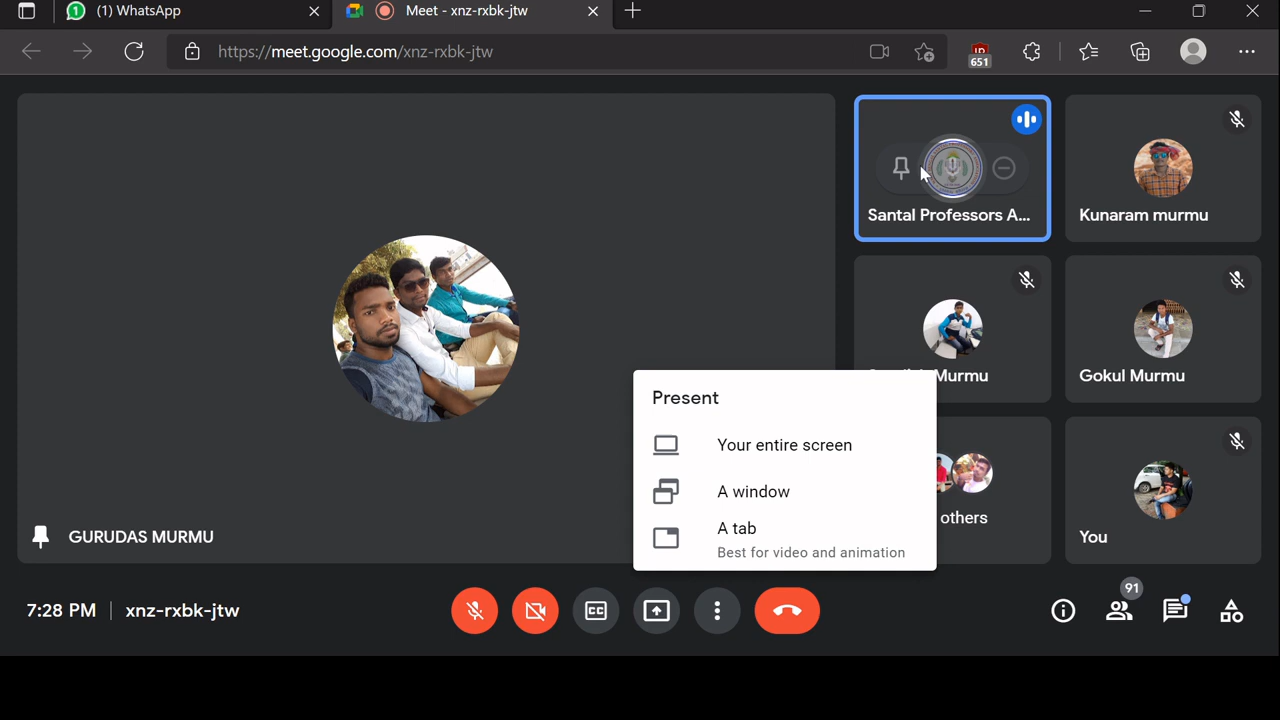 (1) WhatsApp
Meet - xnz-rxbk-jtw
https://meet.google.com/xnz-rxbk-jtw
651
Santal Professors A...
Kunaram murmu
Murmu
Gokul Murmu
Present
Your entire screen
A window
A tab
Best for video and animation
others
You
GURUDAS MURMU
7:28 PM
xnz-rxbk-jtw
CC
91